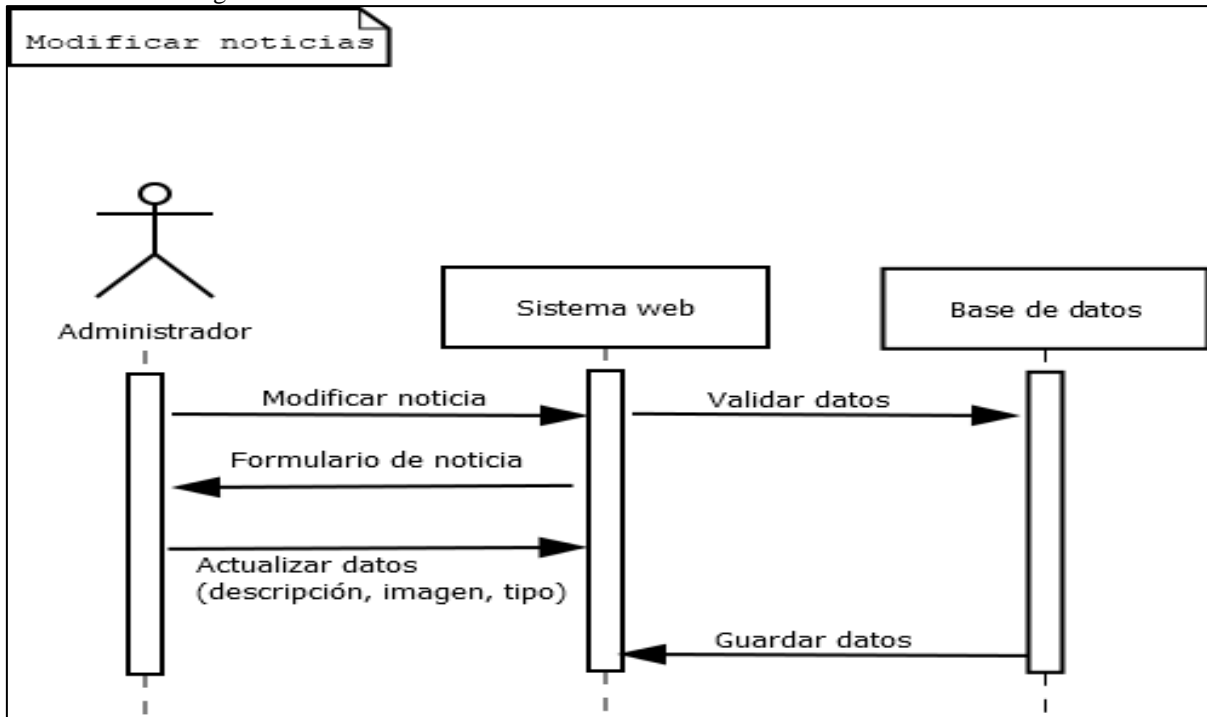 Modificar noticias
Sistema web
Base de datos
Administrador
Modificar noticia
Validar datos
Formulario de noticia
Actualizar datos
(descripción, imagen, tipo)
Guardar datos